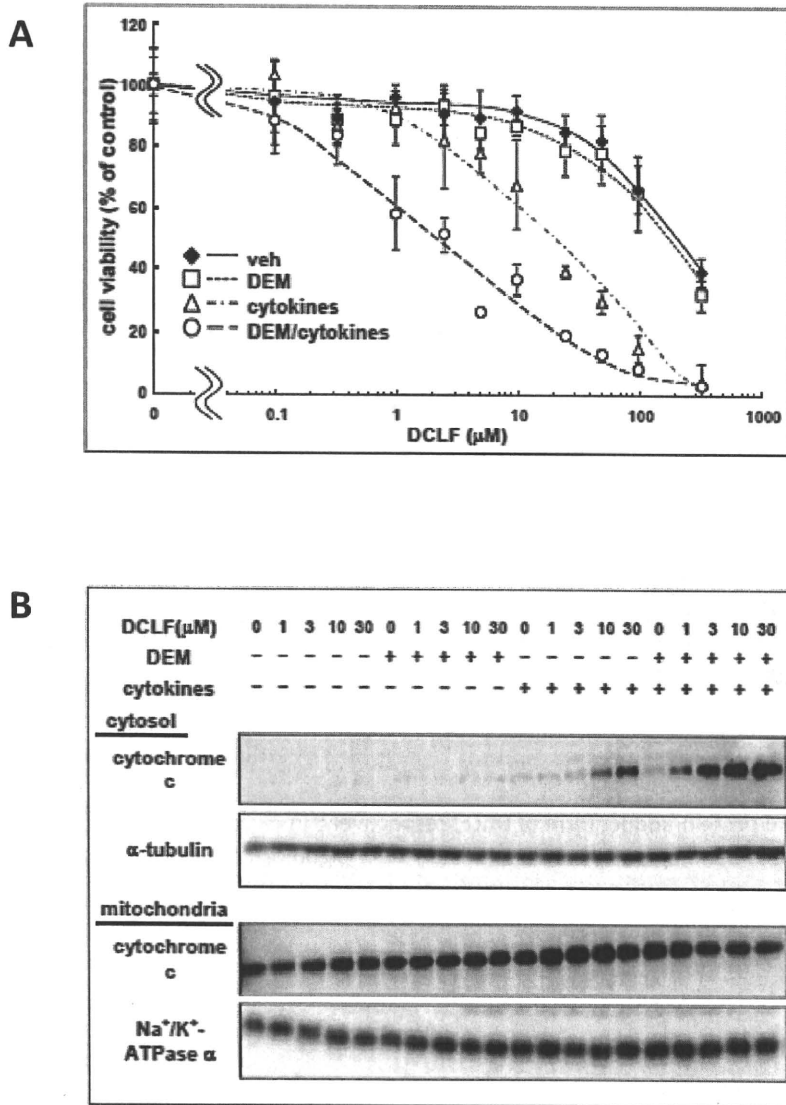 A
120
100
80
60
40
20
0
cell viability (% of control)
veh
DEM
cytokines
DEM/cytokines
0 0.1 1 10 100 1000
DCLF (μM)
B
DCLF(μM) 0 1 3 10 30 0 1 3 10 30 0 1 3 10 30 0 1 3 10 30
DEM - - - - - + + + + + - - - - - + + + + +
cytokines - - - - - - - - - - + + + + + + + + + +
cytosol
cytochrome
c
α-tubulin
mitochondria
cytochrome
c
Na⁺/K⁺-
ATPase α